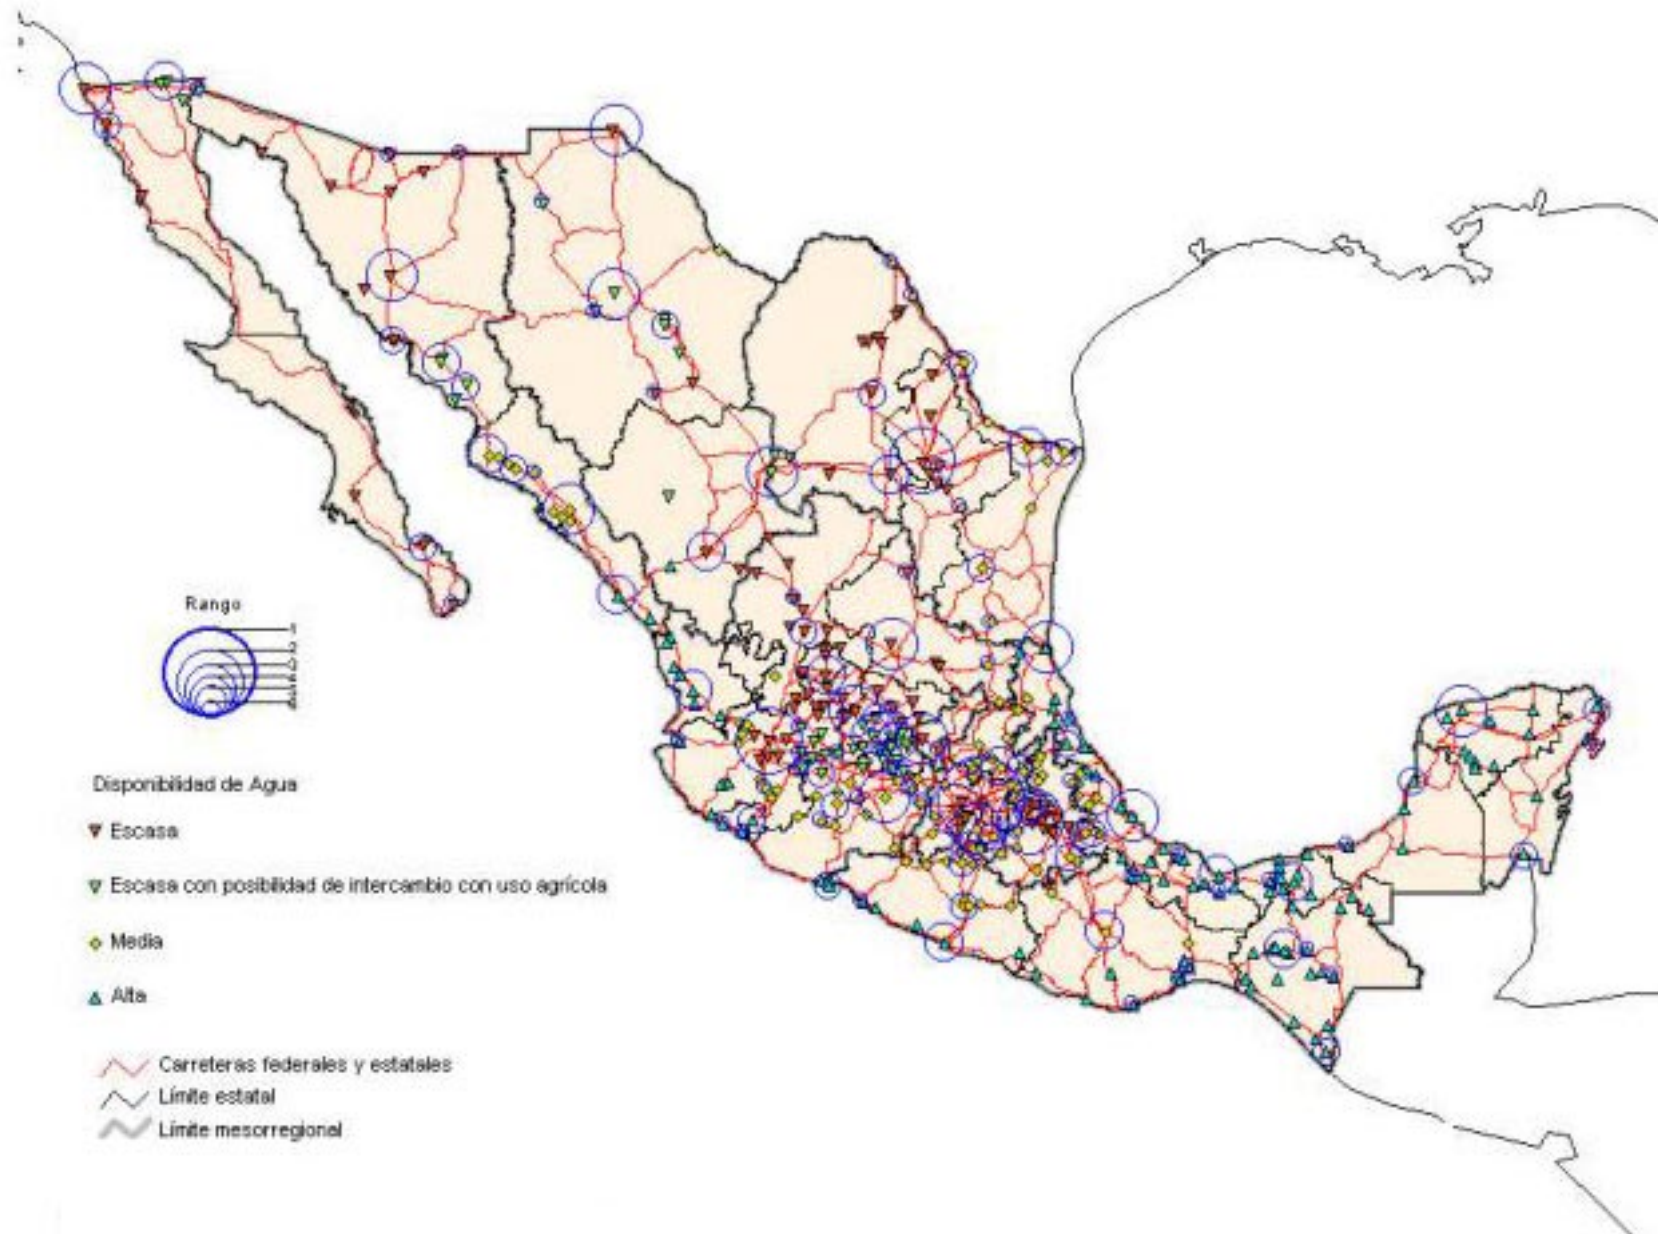 Rango
Disponibilidad de Agua
Escasa
Escasa con posibilidad de intercambio con uso agrícola
Media
Alta
Carreteras federales y estatales
Límite estatal
Límite mesorregional